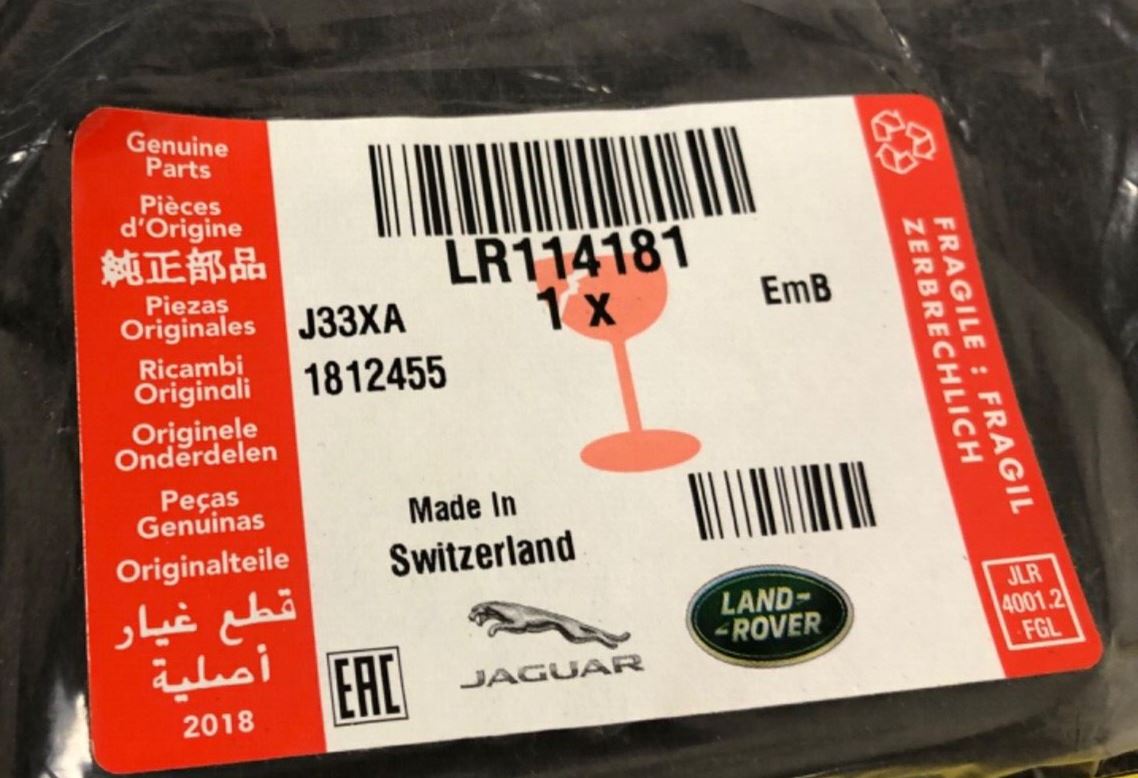 Genuine
Parts
Pièces
d'Origine
純正部品
Piezas
Originales
Ricambi
Originali
Originele
Onderdelen
Peças
Genuinas
Originalteile
قطع غيار
أصلية
2018
LR114181
1 x
EmB
J33XA
1812455
Made In
Switzerland
EAC
JAGUAR
LAND-
-ROVER
FRAGILE : FRAGIL
ZERBRECHLICH
JLR
4001.2
FGL